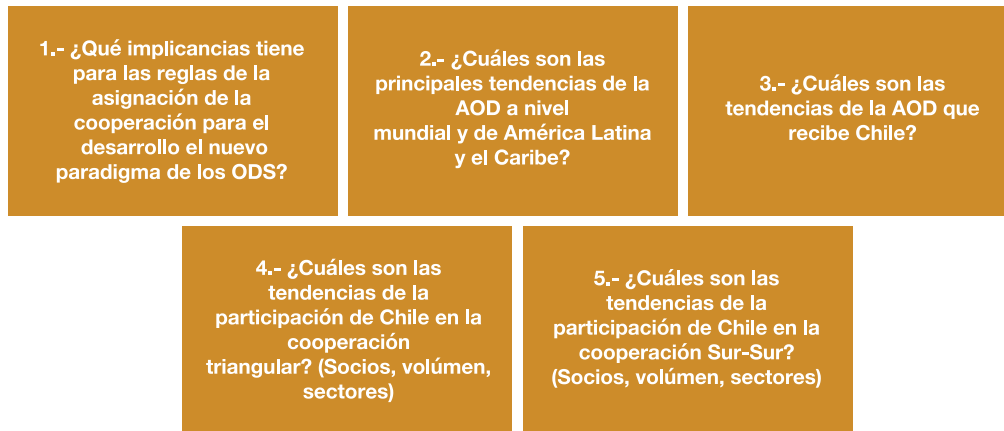 1.- ¿Qué implicancias tiene
para las reglas de la
asignación de la
cooperación para el
desarrollo el nuevo
paradigma de los ODS?
2.- ¿Cuáles son las
principales tendencias de la
AOD a nivel
mundial y de América Latina
y el Caribe?
3.- ¿Cuáles son las
tendencias de la AOD que
recibe Chile?
4.- ¿Cuáles son las
tendencias de la
participación de Chile en la
cooperación
triangular? (Socios, volúmen,
sectores)
5.- ¿Cuáles son las
tendencias de la
participación de Chile en la
cooperación Sur-Sur?
(Socios, volúmen, sectores)